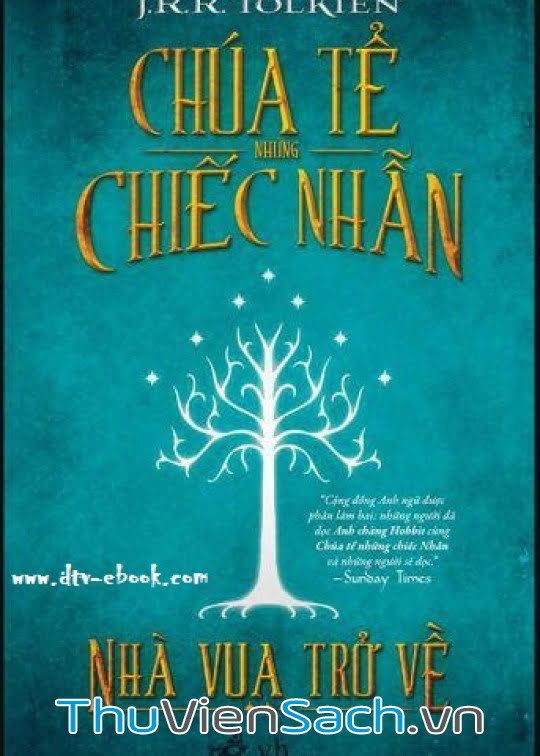 J.R.R. TOLKIEN
CHÚA TỂ
NHỮNG
CHIẾC NHẪN
"Cộng đồng Anh ngữ được
phân làm hai: những người đã
đọc Anh chàng Hobbit cùng
Chúa tể những chiếc Nhẫn
và những người sẽ đọc."
—Sunday Times
www.dtv-ebook.com
NHÀ VUA TRỞ VỀ
ThuVienSach.vn